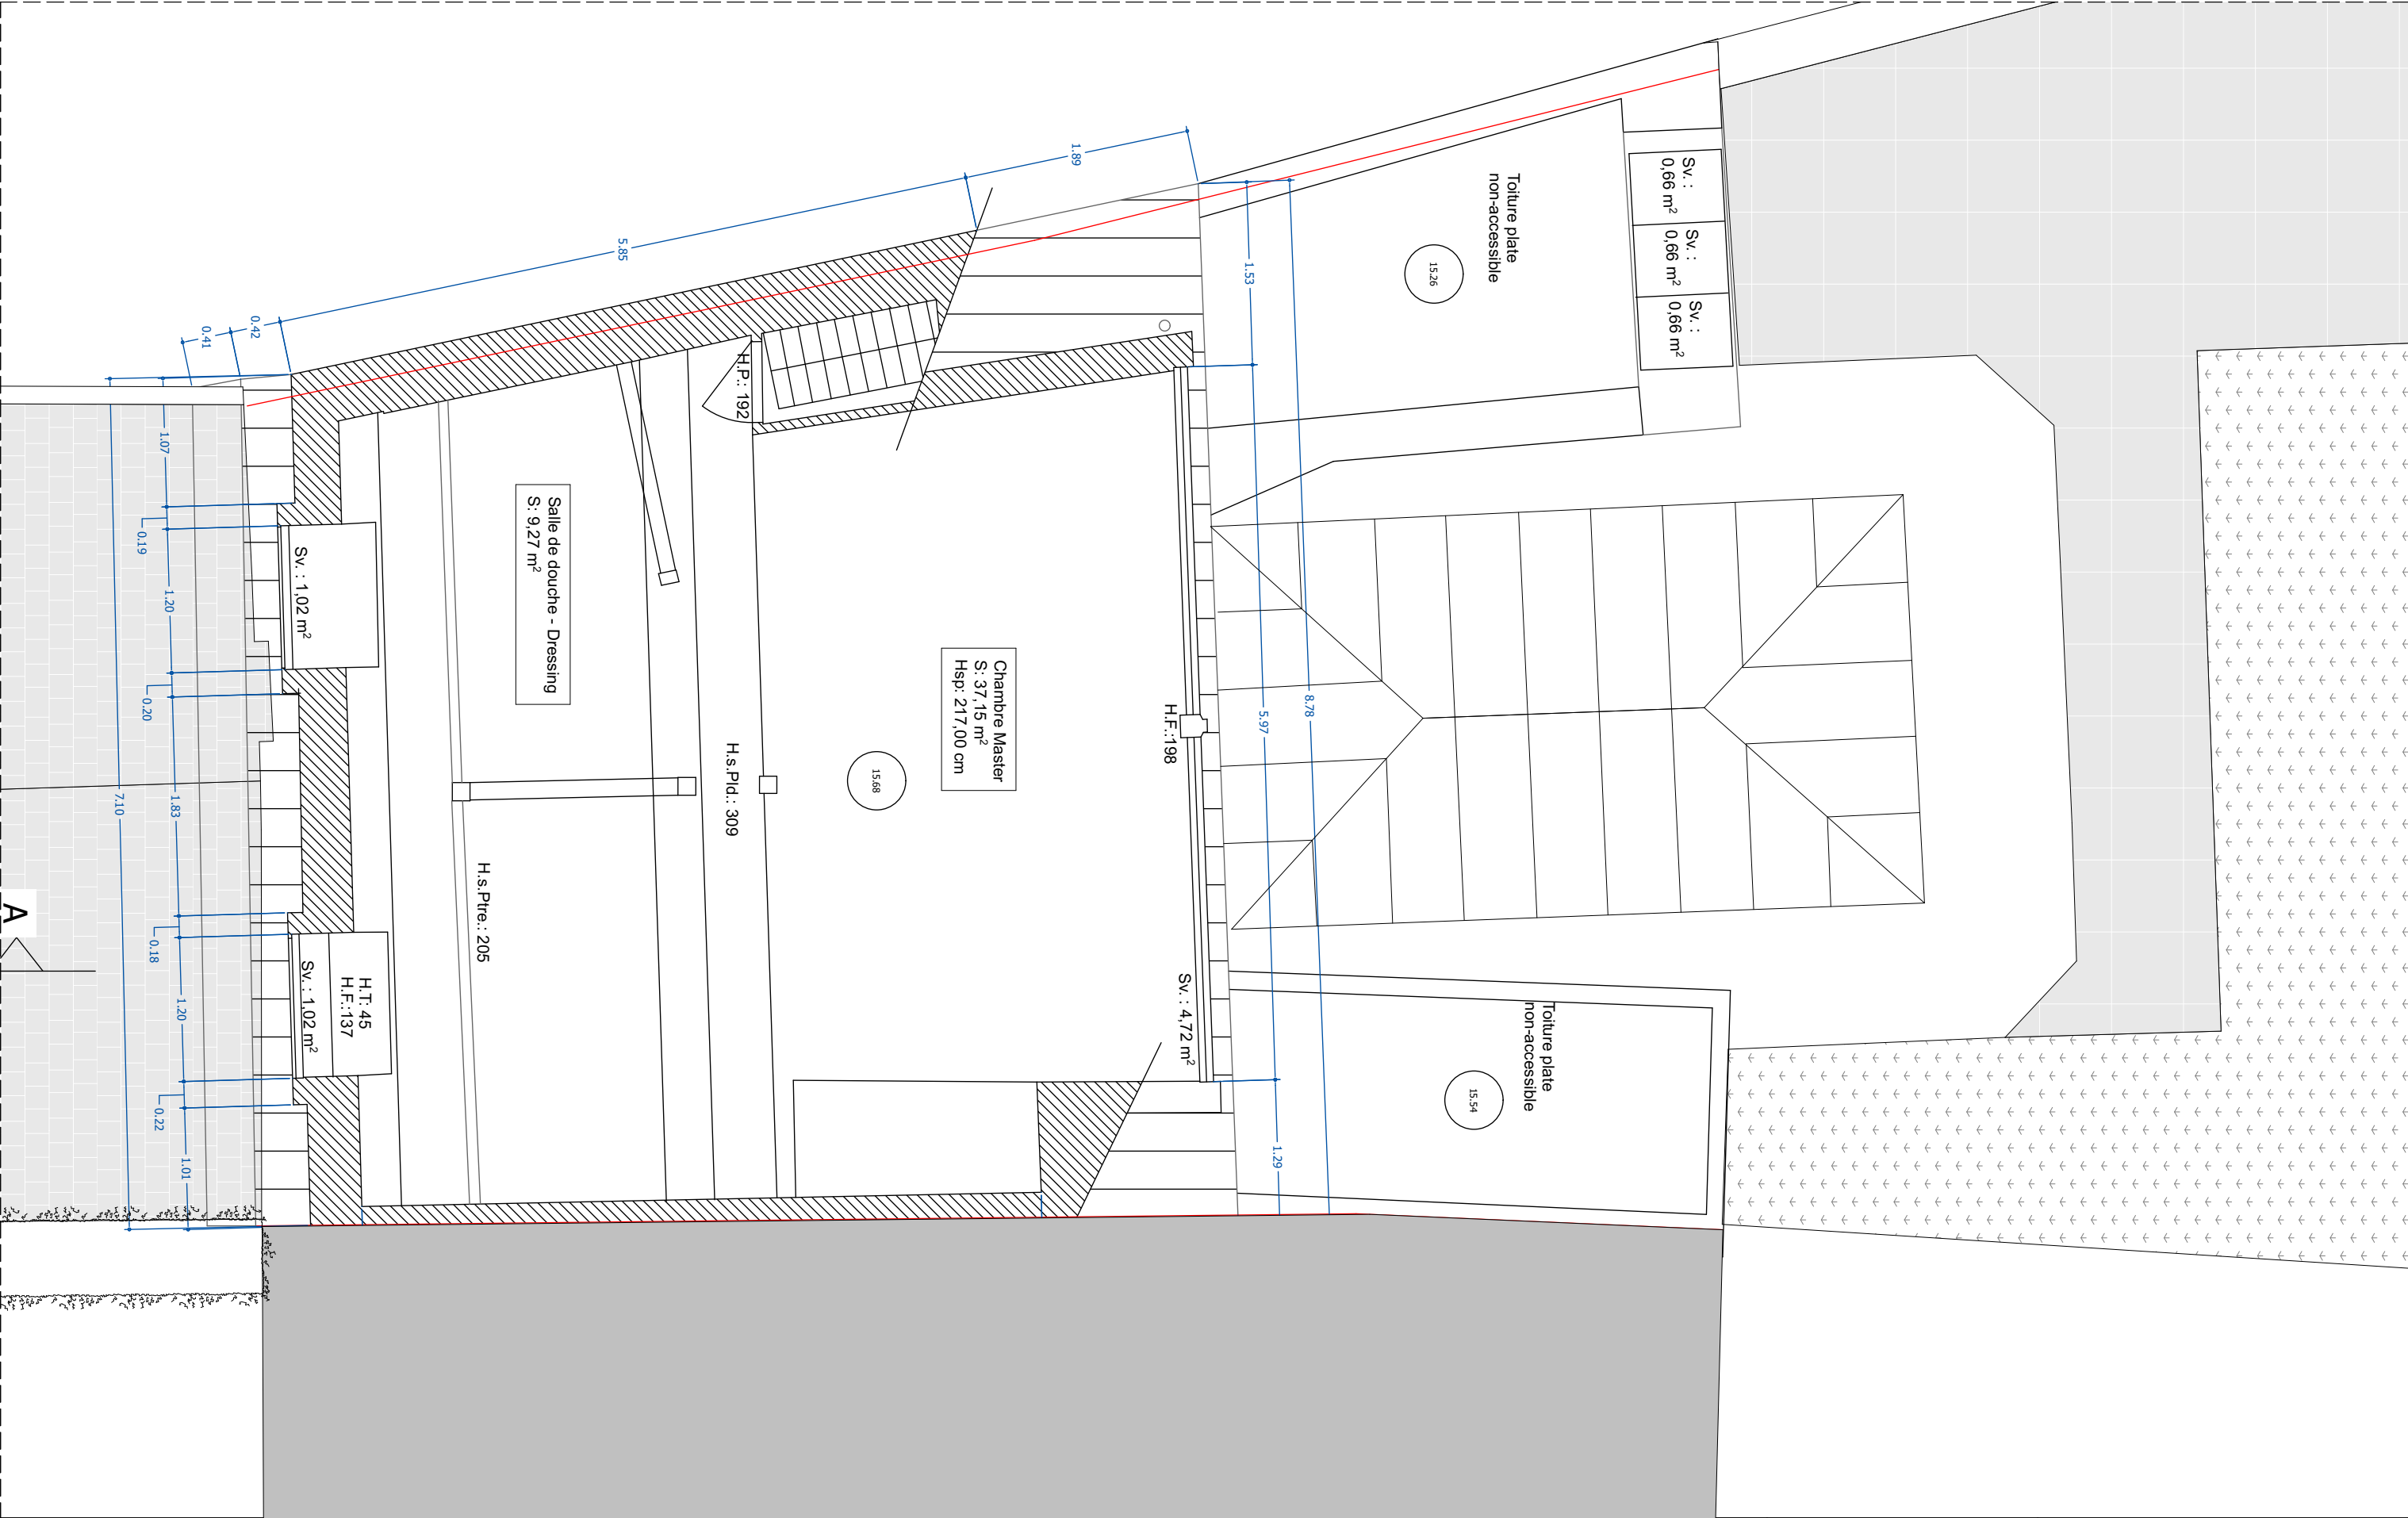 Toiture plate
non-accessible
15.26
Sv. :
0,66 m²
Sv. :
0,66 m²
Sv. :
0,66 m²
1.89
5.85
0.42
0.41
1.53
8.78
5.97
1.29
H.P.: 192
Salle de douche - Dressing
S: 9,27 m²
Chambre Master
S: 37,15 m²
Hsp: 217,00 cm
15.68
H.F.:198
H.s.Pld.: 309
H.s.Ptre.: 205
Sv. : 4,72 m²
Sv. : 1,02 m²
H.T: 45
H.F.:137
Sv. : 1,02 m²
Toiture plate
non-accessible
15.54
1.07
0.19
1.20
0.20
1.83
7.10
0.18
1.20
0.22
1.01
A